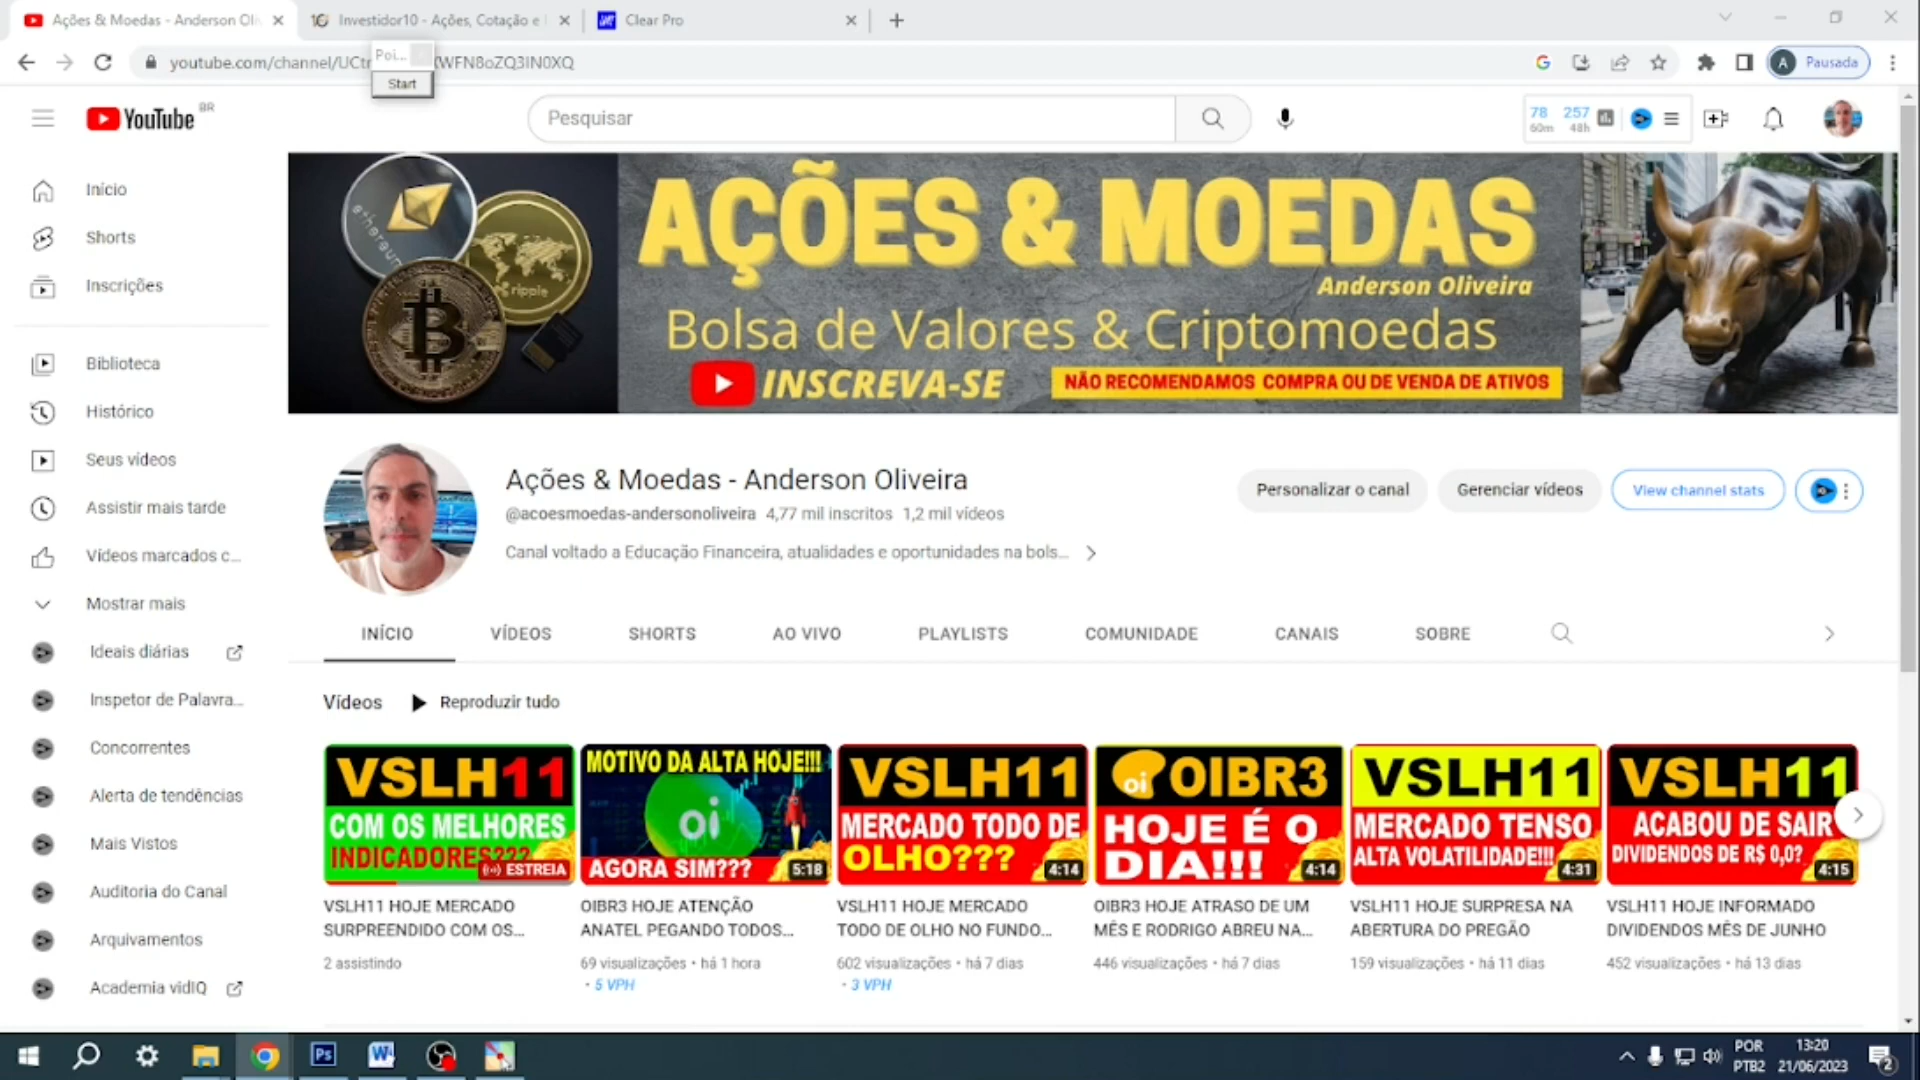 Ações & Moedas - Anderson Oli
Investidor10 - Ações, Cotação e
Clear Pro
youtube.com/channel/UCt
WFN8oZQ3IN0XQ
Poi...
Start
A Pausada
YouTube
BR
Pesquisar
78
60m
257
48h
Início
Shorts
Inscrições
Biblioteca
Histórico
Seus vídeos
Assistir mais tarde
Vídeos marcados c...
Mostrar mais
Ideais diárias
Inspetor de Palavra...
Concorrentes
Alerta de tendências
Mais Vistos
Auditoria do Canal
Arquivamentos
Academia vidIQ
ethereum
ripple
AÇÕES & MOEDAS
Anderson Oliveira
Bolsa de Valores & Criptomoedas
INSCREVA-SE
NÃO RECOMENDAMOS COMPRA OU DE VENDA DE ATIVOS
Ações & Moedas - Anderson Oliveira
@acoesmoedas-andersonoliveira 4,77 mil inscritos 1,2 mil vídeos
Canal voltado a Educação Financeira, atualidades e oportunidades na bols...
Personalizar o canal
Gerenciar vídeos
View channel stats
INÍCIO
VÍDEOS
SHORTS
AO VIVO
PLAYLISTS
COMUNIDADE
CANAIS
SOBRE
Vídeos
Reproduzir tudo
VSLH11
COM OS MELHORES
INDICADORES???
ESTREIA
VSLH11 HOJE MERCADO
SURPREENDIDO COM OS...
2 assistindo
MOTIVO DA ALTA HOJE!!!
oi
AGORA SIM???
5:18
OIBR3 HOJE ATENÇÃO
ANATEL PEGANDO TODOS...
69 visualizações • há 1 hora
• 5 VPH
VSLH11
MERCADO TODO DE
OLHO???
4:14
VSLH11 HOJE MERCADO
TODO DE OLHO NO FUNDO...
602 visualizações • há 7 dias
• 3 VPH
oi OIBR3
HOJE É O
DIA!!!
4:14
OIBR3 HOJE ATRASO DE UM
MÊS E RODRIGO ABREU NA...
446 visualizações • há 7 dias
VSLH11
MERCADO TENSO
ALTA VOLATILIDADE!!!
4:31
VSLH11 HOJE SURPRESA NA
ABERTURA DO PREGÃO
159 visualizações • há 11 dias
VSLH11
ACABOU DE SAIR
DIVIDENDOS DE R$ 0,0?
4:15
VSLH11 HOJE INFORMADO
DIVIDENDOS MÊS DE JUNHO
452 visualizações • há 13 dias
Ps
W
POR
PTB2
13:20
21/06/2023
2